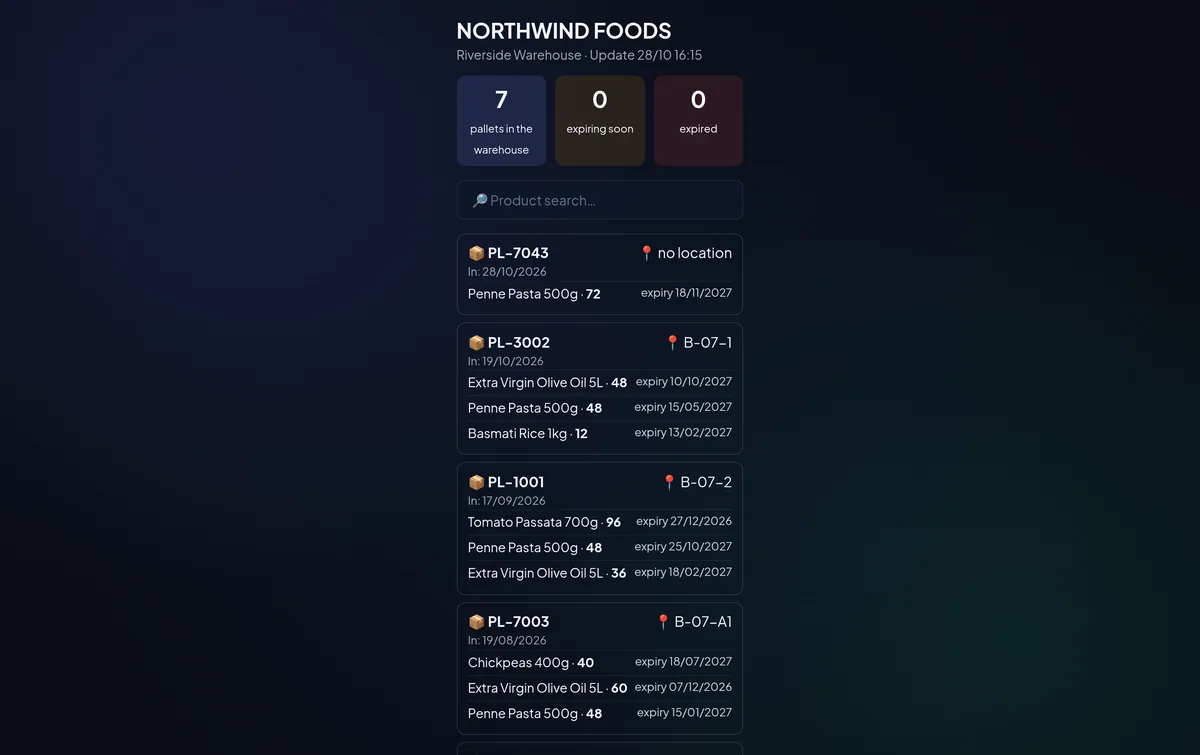 NORTHWIND FOODS
Riverside Warehouse · Update 28/10 16:15
7
pallets in the
warehouse
0
expiring soon
0
expired
🔎 Product search…
📦 PL-7043 📍 no location
In: 28/10/2026
Penne Pasta 500g · 72 expiry 18/11/2027
📦 PL-3002 📍 B-07-1
In: 19/10/2026
Extra Virgin Olive Oil 5L · 48 expiry 10/10/2027
Penne Pasta 500g · 48 expiry 15/05/2027
Basmati Rice 1kg · 12 expiry 13/02/2027
📦 PL-1001 📍 B-07-2
In: 17/09/2026
Tomato Passata 700g · 96 expiry 27/12/2026
Penne Pasta 500g · 48 expiry 25/10/2027
Extra Virgin Olive Oil 5L · 36 expiry 18/02/2027
📦 PL-7003 📍 B-07-A1
In: 19/08/2026
Chickpeas 400g · 40 expiry 18/07/2027
Extra Virgin Olive Oil 5L · 60 expiry 07/12/2026
Penne Pasta 500g · 48 expiry 15/01/2027